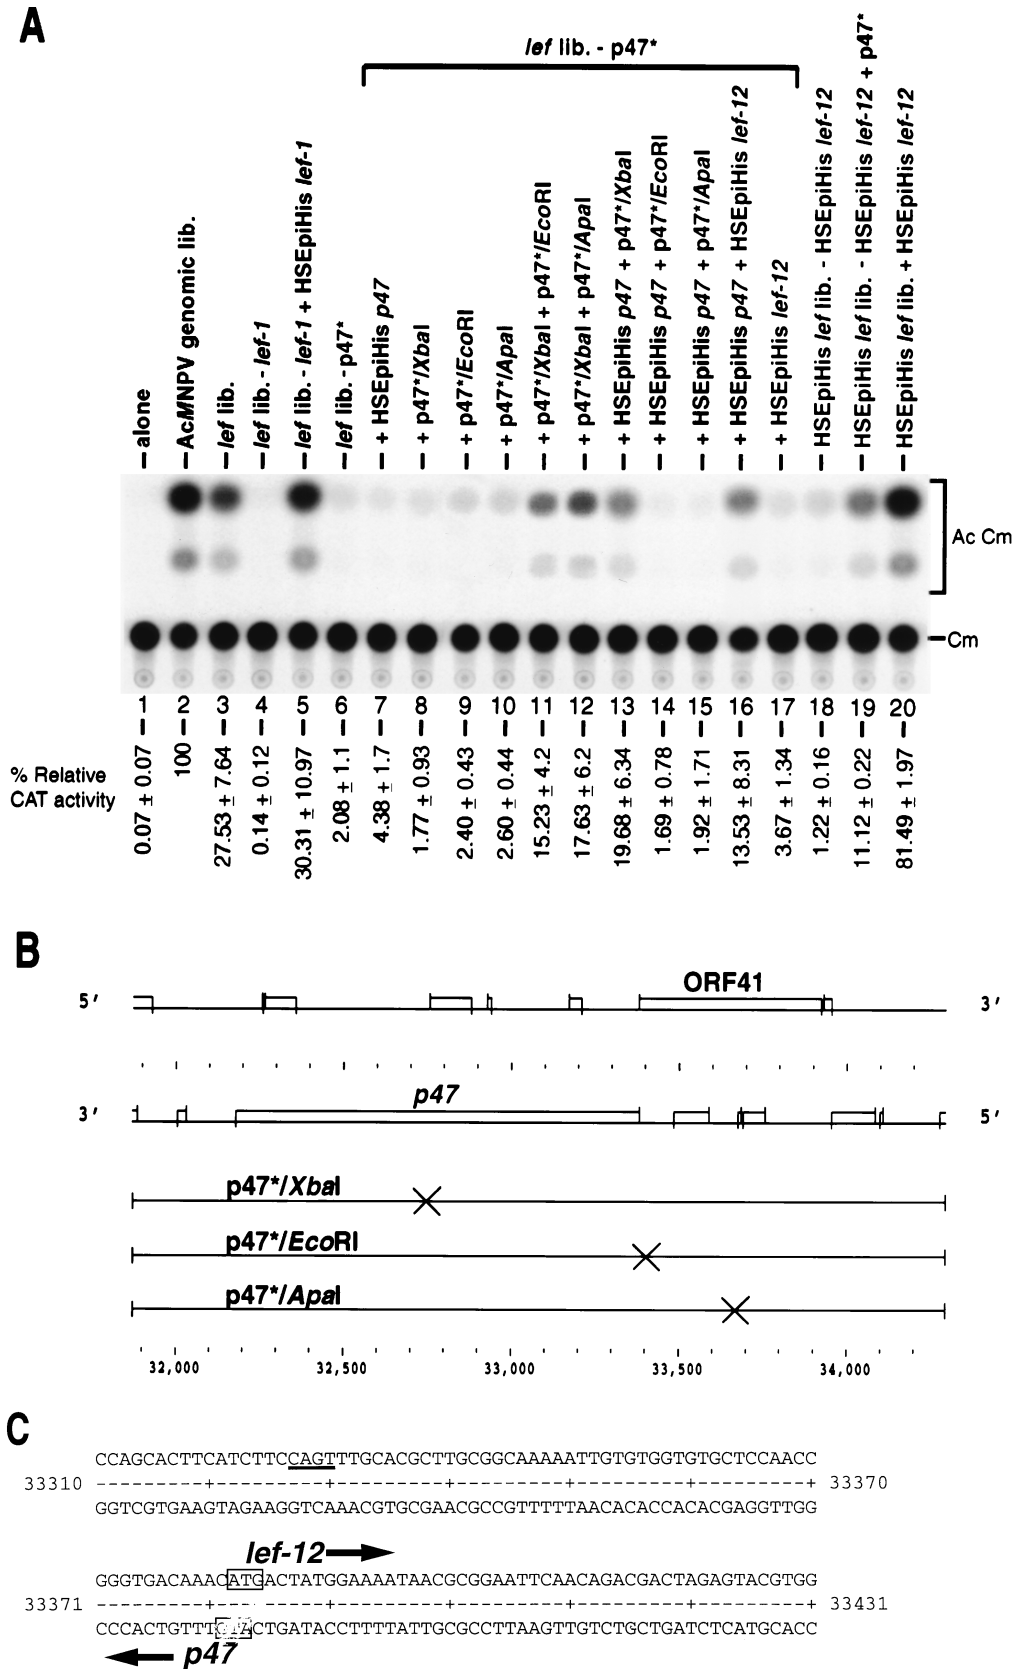 A
lef lib. - p47*
alone
AcMNPV genomic lib.
lef lib.
lef lib. - lef-1
lef lib. - lef-1 + HSEpiHis lef-1
lef lib. - p47*
+ HSEpiHis p47
+ p47*/XbaI
+ p47*/EcoRI
+ p47*/ApaI
+ p47*/XbaI + p47*/EcoRI
+ p47*/XbaI + p47*/ApaI
+ HSEpiHis p47 + p47*/XbaI
+ HSEpiHis p47 + p47*/EcoRI
+ HSEpiHis p47 + p47*/ApaI
+ HSEpiHis p47 + HSEpiHis lef-12
+ HSEpiHis lef-12
HSEpiHis lef lib. - HSEpiHis lef-12
HSEpiHis lef lib. - HSEpiHis lef-12 + p47*
HSEpiHis lef lib. + HSEpiHis lef-12
Ac Cm
Cm
1 2 3 4 5 6 7 8 9 10 11 12 13 14 15 16 17 18 19 20
% Relative
CAT activity
0.07 ± 0.07
100
27.53 ± 7.64
0.14 ± 0.12
30.31 ± 10.97
2.08 ± 1.1
4.38 ± 1.7
1.77 ± 0.93
2.40 ± 0.43
2.60 ± 0.44
15.23 ± 4.2
17.63 ± 6.2
19.68 ± 6.34
1.69 ± 0.78
1.92 ± 1.71
13.53 ± 8.31
3.67 ± 1.34
1.22 ± 0.16
11.12 ± 0.22
81.49 ± 1.97
B
ORF41
5' 3'
p47
3' 5'
p47*/XbaI
p47*/EcoRI
p47*/ApaI
32,000 32,500 33,000 33,500 34,000
C
CCAGCACTTCATCTTCCAGTTTGCACGCTTGCGGCAAAAATTGTGTGGTGTGCTCCAACC
33310 33370
GGTCGTGAAGTAGAAGGTCAAACGTGCGAACGCCGTTTTTAACACACCACACGAGGTTGG
lef-12
GGGTGACAAACATGACTATGGAAAATAACGCGGAATTCAACAGACGACTAGAGTACGTGG
33371 33431
CCCACTGTTTGTACTGATACCTTTTATTGCGCCTTAAGTTGTCTGCTGATCTCATGCACC
p47